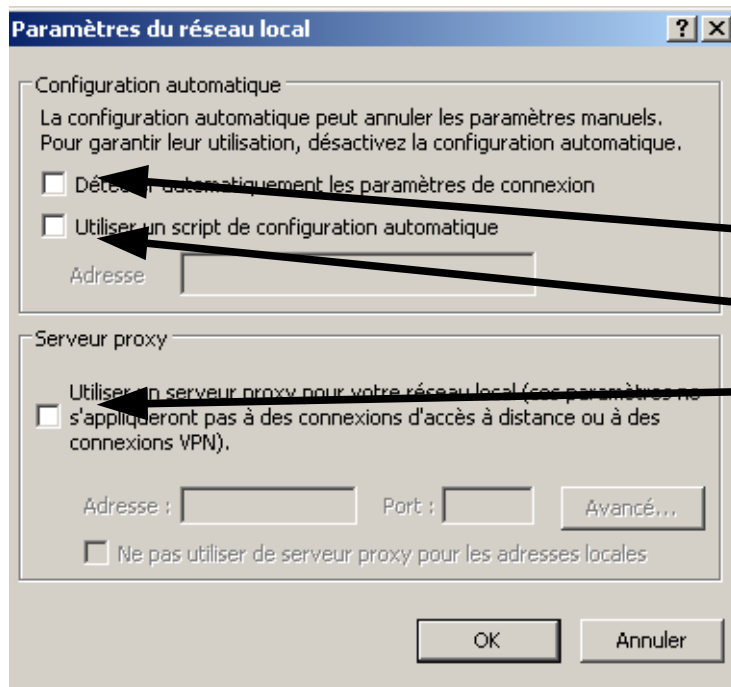 Paramètres du réseau local
Configuration automatique
La configuration automatique peut annuler les paramètres manuels.
Pour garantir leur utilisation, désactivez la configuration automatique.
Détecter automatiquement les paramètres de connexion
Utiliser un script de configuration automatique
Adresse
Serveur proxy
Utiliser un serveur proxy pour votre réseau local (ces paramètres ne
s'appliqueront pas à des connexions d'accès à distance ou à des
connexions VPN).
Adresse : Port : Avancé...
Ne pas utiliser de serveur proxy pour les adresses locales
OK Annuler